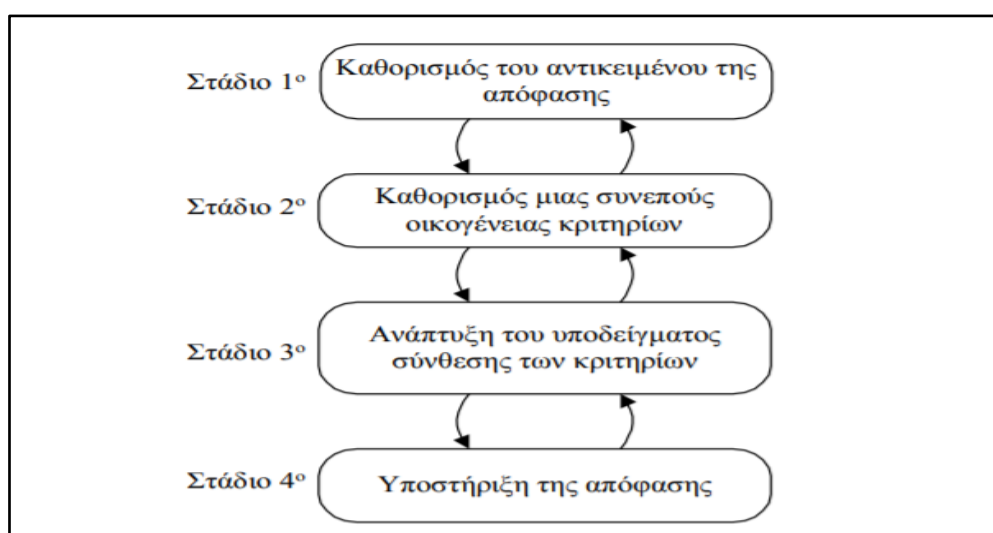 Στάδιο 1ο
Καθορισμός του αντικειμένου της
απόφασης
Στάδιο 2ο
Καθορισμός μιας συνεπούς
οικογένειας κριτηρίων
Στάδιο 3ο
Ανάπτυξη του υποδείγματος
σύνθεσης των κριτηρίων
Στάδιο 4ο
Υποστήριξη της απόφασης